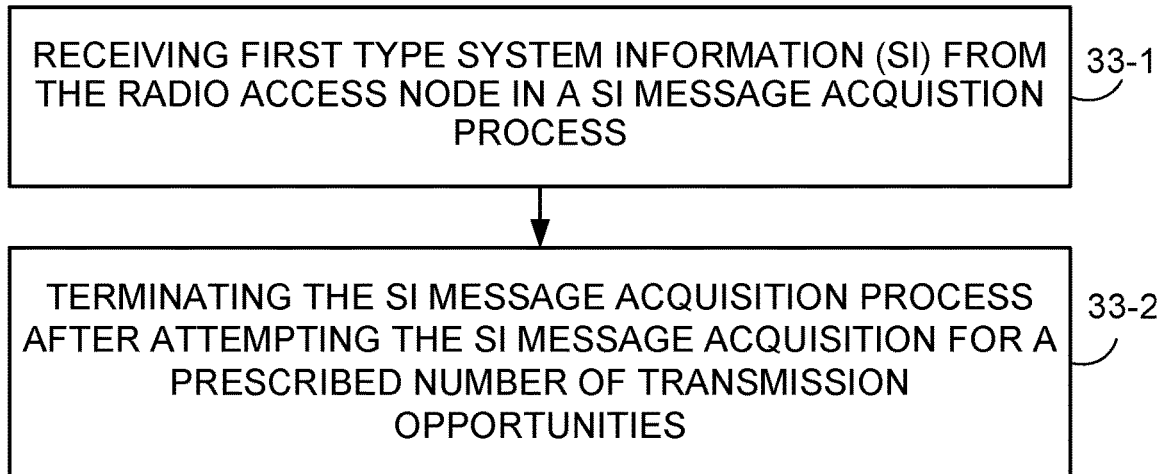 RECEIVING FIRST TYPE SYSTEM INFORMATION (SI) FROM
THE RADIO ACCESS NODE IN A SI MESSAGE ACQUISTION
PROCESS
33-1
TERMINATING THE SI MESSAGE ACQUISITION PROCESS
AFTER ATTEMPTING THE SI MESSAGE ACQUISITION FOR A
PRESCRIBED NUMBER OF TRANSMISSION
OPPORTUNITIES
33-2